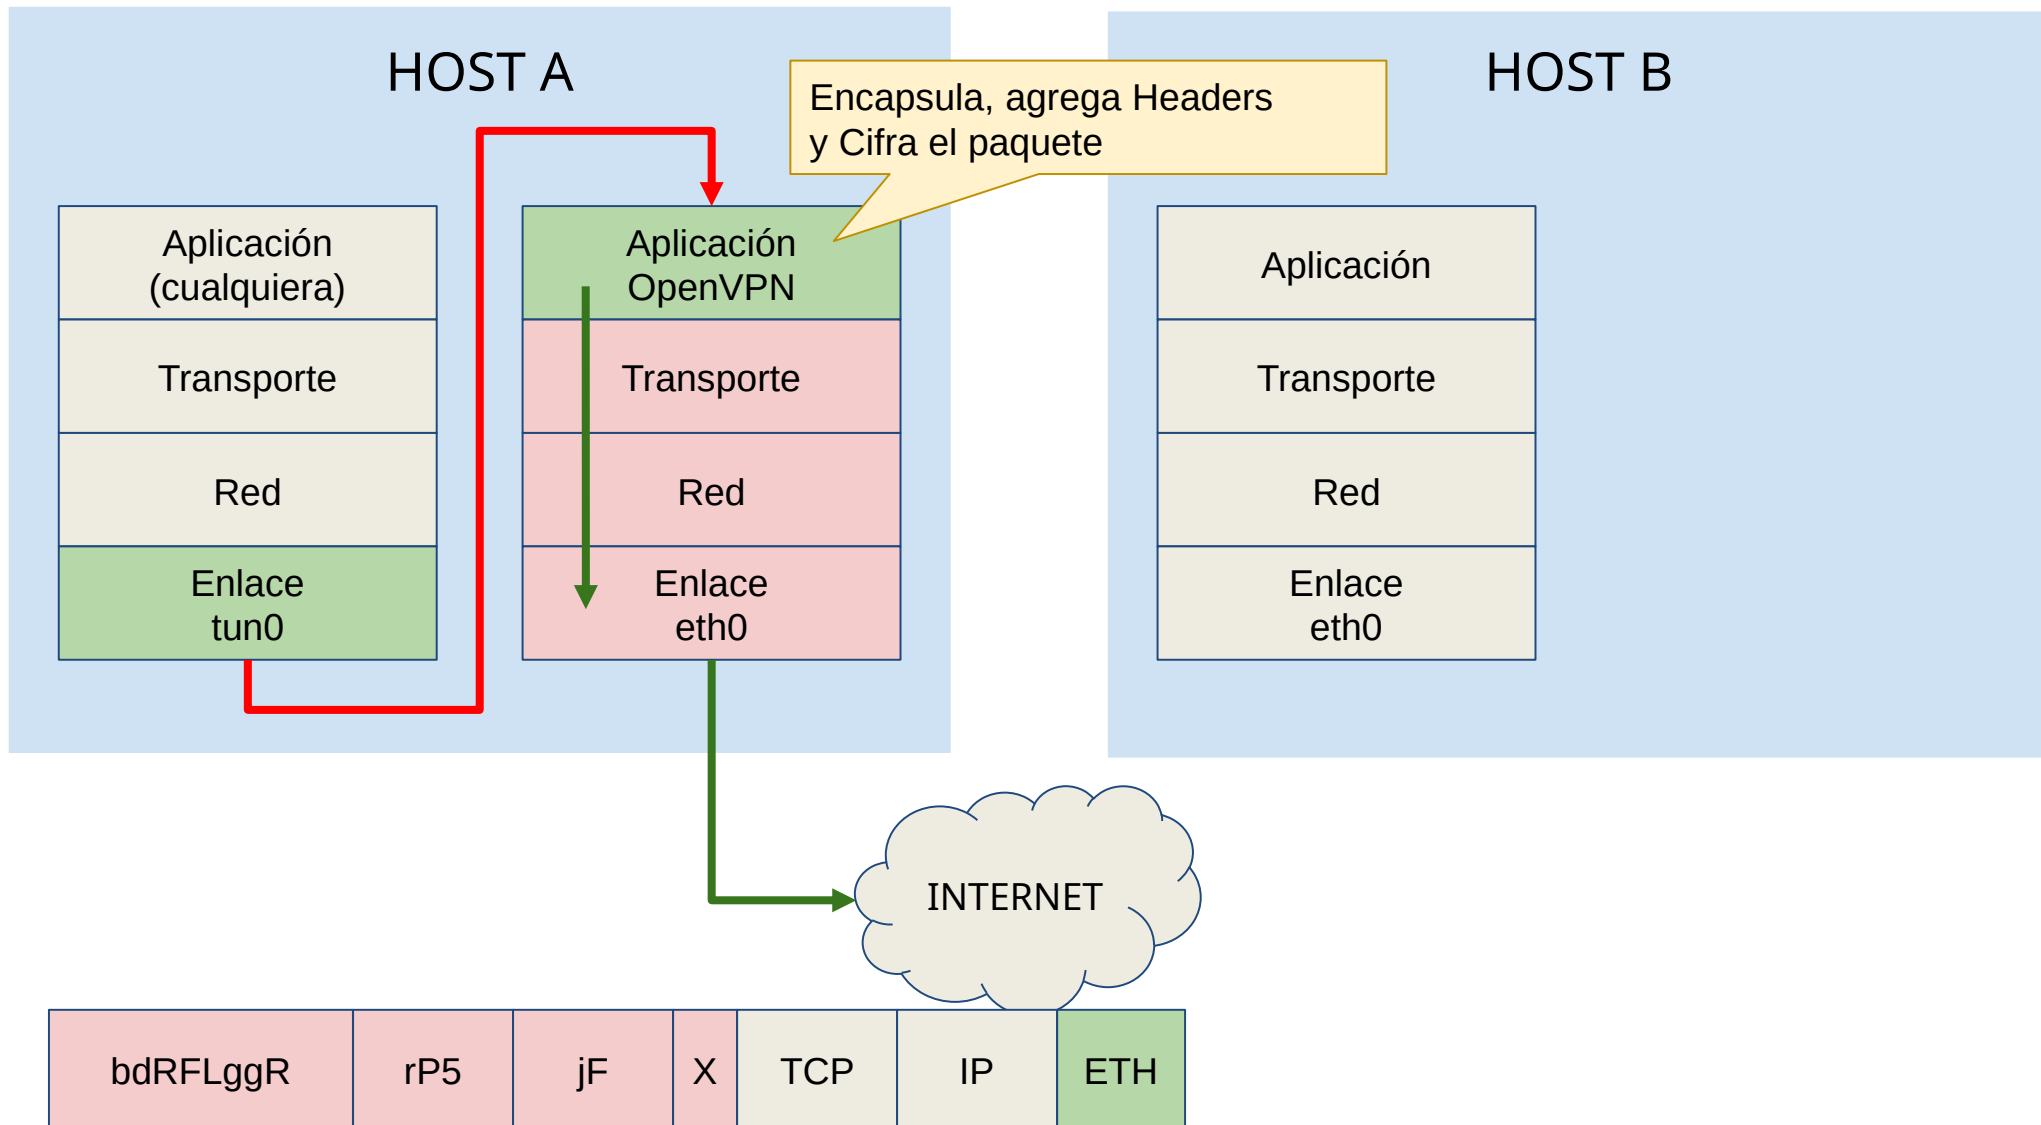 HOST A
HOST B
Encapsula, agrega Headers
y Cifra el paquete
Aplicación
(cualquiera)
Transporte
Red
Enlace
tun0
Aplicación
OpenVPN
Transporte
Red
Enlace
eth0
Aplicación
Transporte
Red
Enlace
eth0
INTERNET
bdRFLggR
rP5
jF
X
TCP
IP
ETH